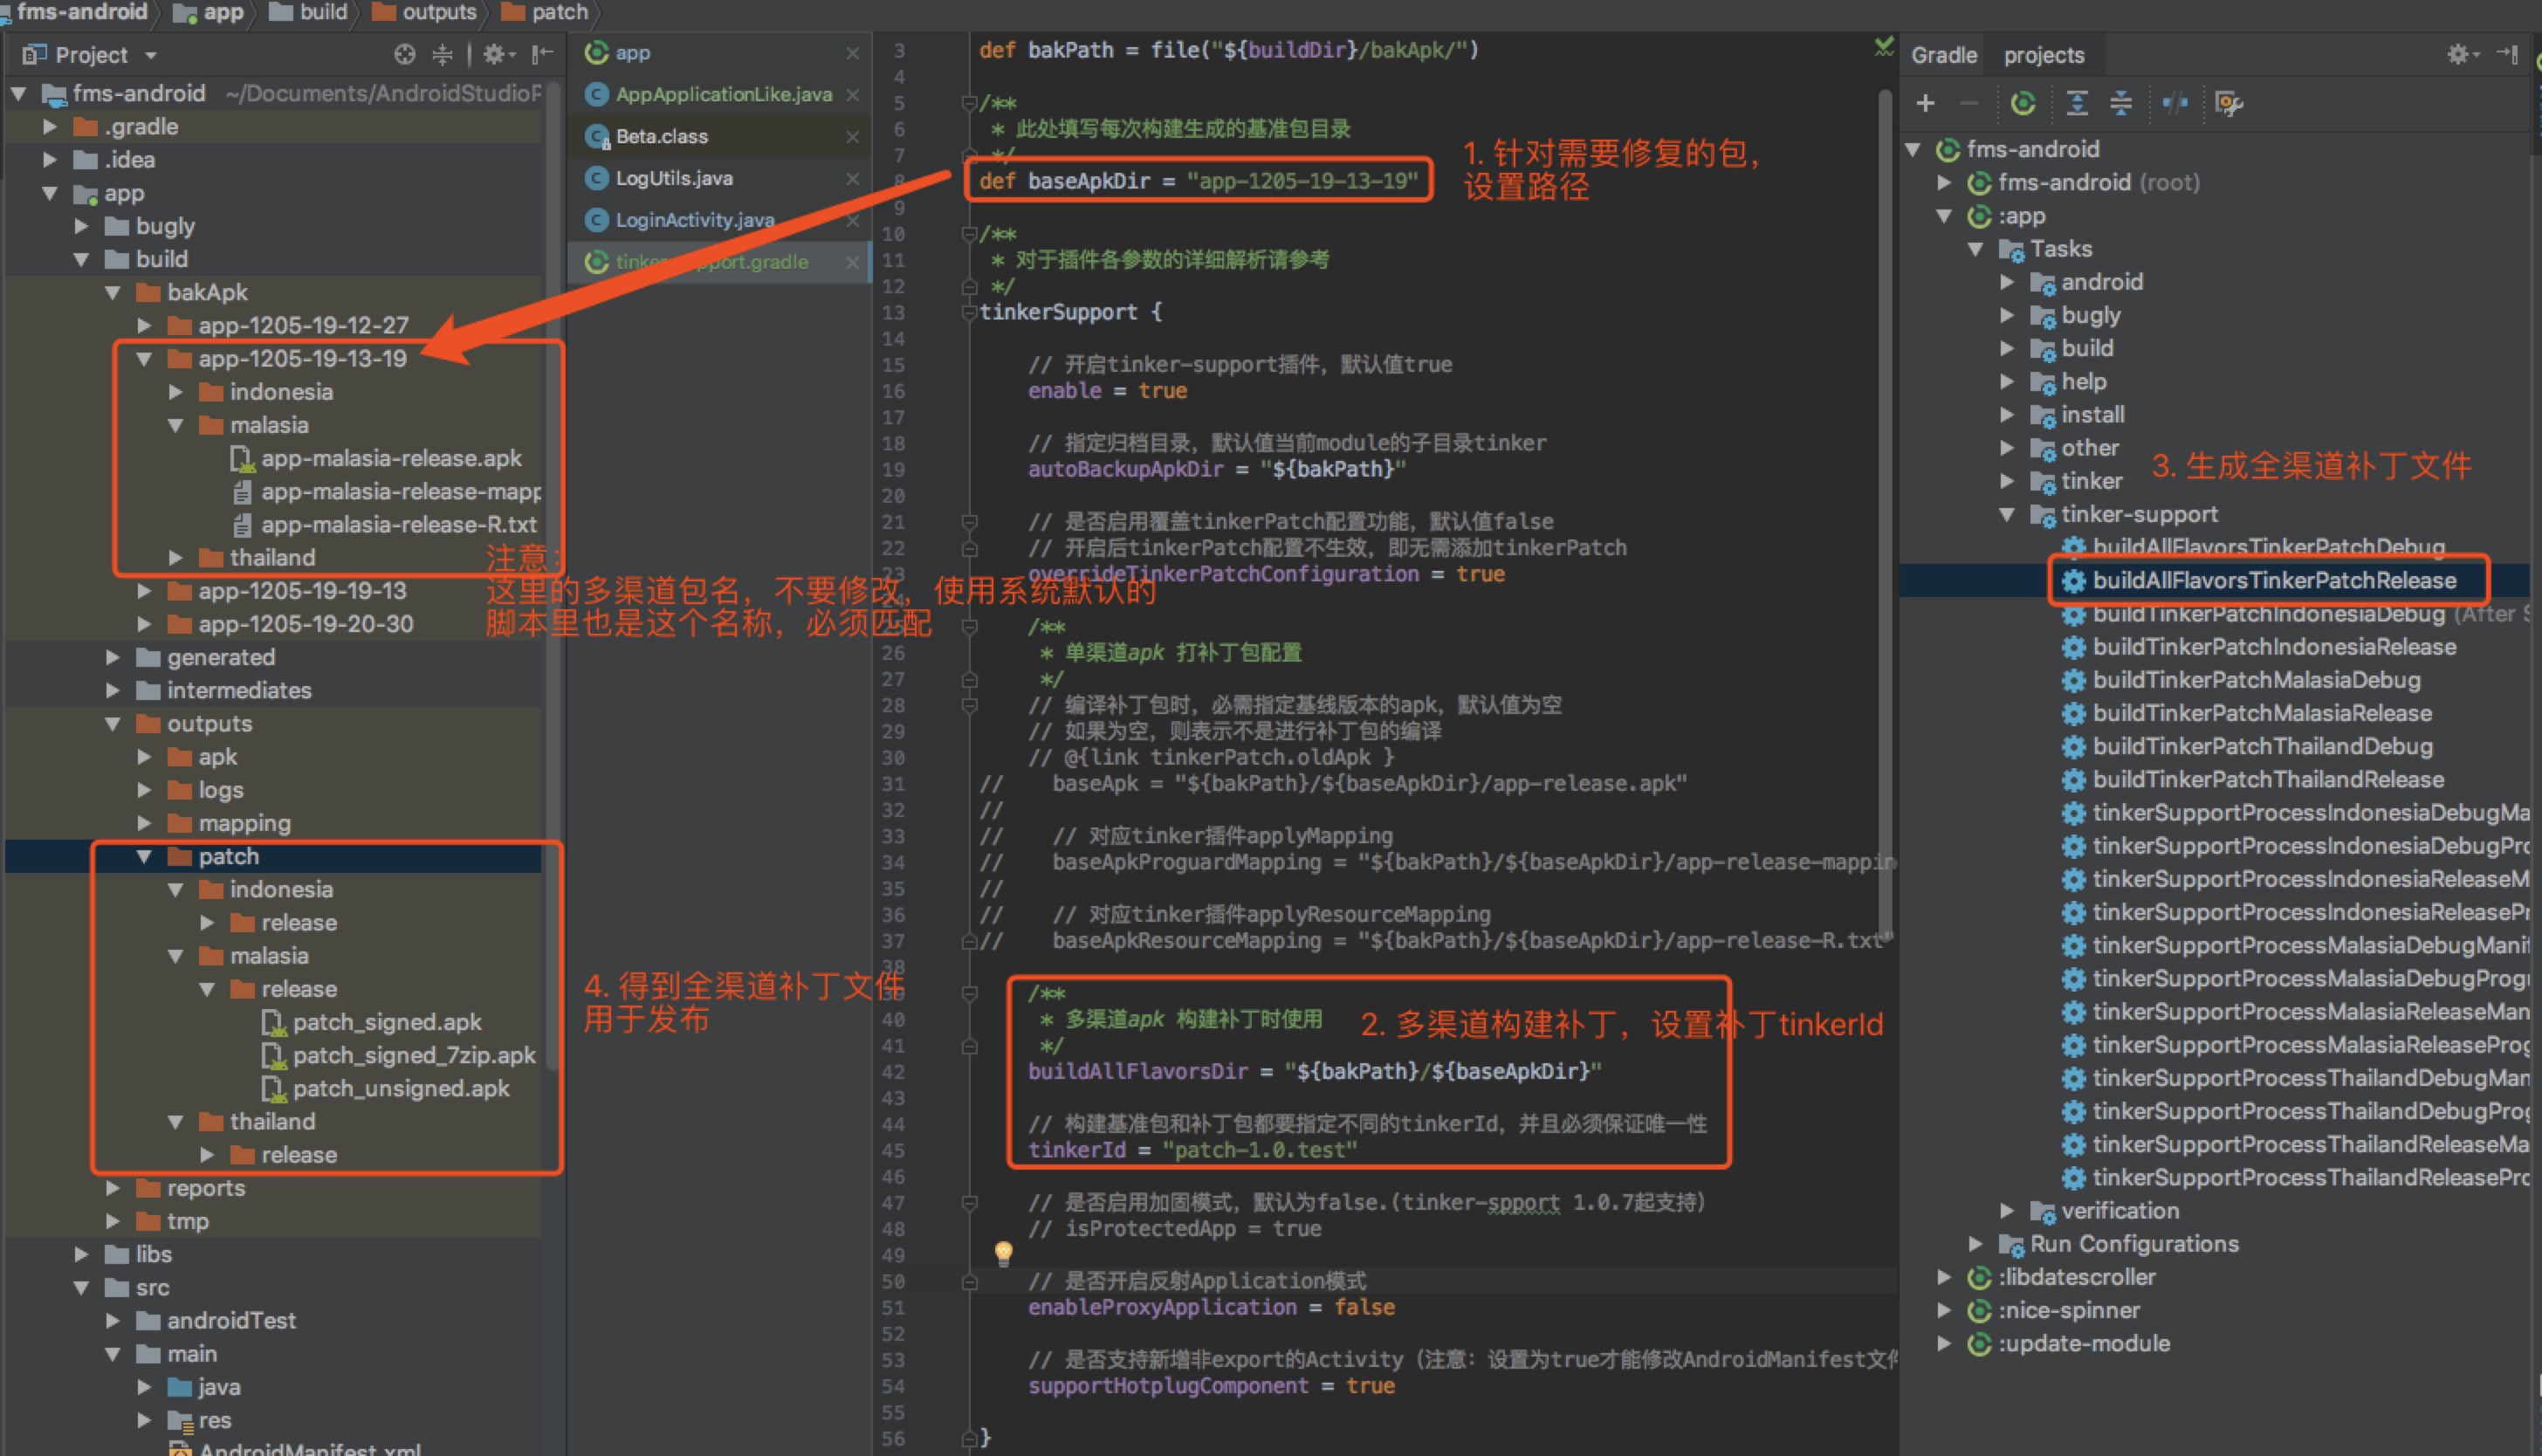 fms-android
app
build
outputs
patch
Project
fms-android ~/Documents/AndroidStudioP
.gradle
.idea
app
bugly
build
bakApk
app-1205-19-12-27
app-1205-19-13-19
indonesia
malasia
app-malasia-release.apk
app-malasia-release-mapp
app-malasia-release-R.txt
thailand
app-1205-19-19-13
app-1205-19-20-30
generated
intermediates
outputs
apk
logs
mapping
patch
indonesia
release
malasia
release
patch_signed.apk
patch_signed_7zip.apk
patch_unsigned.apk
thailand
release
reports
tmp
libs
src
androidTest
main
java
res
AndroidManifest.xml
注意：
这里的多渠道包名，不要修改，使用系统默认的
脚本里也是这个名称，必须匹配
4. 得到全渠道补丁文件
用于发布
app
AppApplicationLike.java
Beta.class
LogUtils.java
LoginActivity.java
3 def bakPath = file("${buildDir}/bakApk/")
4
5 /**
6 * 此处填写每次构建生成的基准包目录
7 */
8 def baseApkDir = "app-1205-19-13-19"
1. 针对需要修复的包，
设置路径
9
10 /**
11 * 对于插件各参数的详细解析请参考
12 */
13 tinkerSupport {
14
15 // 开启tinker-support插件，默认值true
16 enable = true
17
18 // 指定归档目录，默认值当前module的子目录tinker
19 autoBackupApkDir = "${bakPath}"
20
21 // 是否启用覆盖tinkerPatch配置功能，默认值false
22 // 开启后tinkerPatch配置不生效，即无需添加tinkerPatch
23 overrideTinkerPatchConfiguration = true
24
/**
26 * 单渠道apk 打补丁包配置
27 */
28 // 编译补丁包时，必需指定基线版本的apk，默认值为空
29 // 如果为空，则表示不是进行补丁包的编译
30 // @{link tinkerPatch.oldApk }
31 // baseApk = "${bakPath}/${baseApkDir}/app-release.apk"
32 //
33 // // 对应tinker插件applyMapping
34 // baseApkProguardMapping = "${bakPath}/${baseApkDir}/app-release-mappin
35 //
36 // // 对应tinker插件applyResourceMapping
37 // baseApkResourceMapping = "${bakPath}/${baseApkDir}/app-release-R.txt"
38
39 /**
40 * 多渠道apk 构建补丁时使用
2. 多渠道构建补丁，设置补丁tinkerId
41 */
42 buildAllFlavorsDir = "${bakPath}/${baseApkDir}"
43
44 // 构建基准包和补丁包都要指定不同的tinkerId，并且必须保证唯一性
45 tinkerId = "patch-1.0.test"
46
47 // 是否启用加固模式，默认为false.(tinker-spport 1.0.7起支持)
48 // isProtectedApp = true
49
50 // 是否开启反射Application模式
51 enableProxyApplication = false
52
53 // 是否支持新增非export的Activity（注意：设置为true才能修改AndroidManifest文件
54 supportHotplugComponent = true
55
56 }
Gradle projects
fms-android
fms-android (root)
:app
Tasks
android
bugly
build
help
install
other
tinker
3. 生成全渠道补丁文件
tinker-support
buildAllFlavorsTinkerPatchDebug
buildAllFlavorsTinkerPatchRelease
buildTinkerPatchIndonesiaDebug (After S
buildTinkerPatchIndonesiaRelease
buildTinkerPatchMalasiaDebug
buildTinkerPatchMalasiaRelease
buildTinkerPatchThailandDebug
buildTinkerPatchThailandRelease
tinkerSupportProcessIndonesiaDebugMa
tinkerSupportProcessIndonesiaDebugPro
tinkerSupportProcessIndonesiaReleaseM
tinkerSupportProcessIndonesiaReleasePr
tinkerSupportProcessMalasiaDebugManif
tinkerSupportProcessMalasiaDebugProgu
tinkerSupportProcessMalasiaReleaseMan
tinkerSupportProcessMalasiaReleaseProg
tinkerSupportProcessThailandDebugMan
tinkerSupportProcessThailandDebugProg
tinkerSupportProcessThailandReleaseMa
tinkerSupportProcessThailandReleasePro
verification
Run Configurations
:libdatescroller
:nice-spinner
:update-module